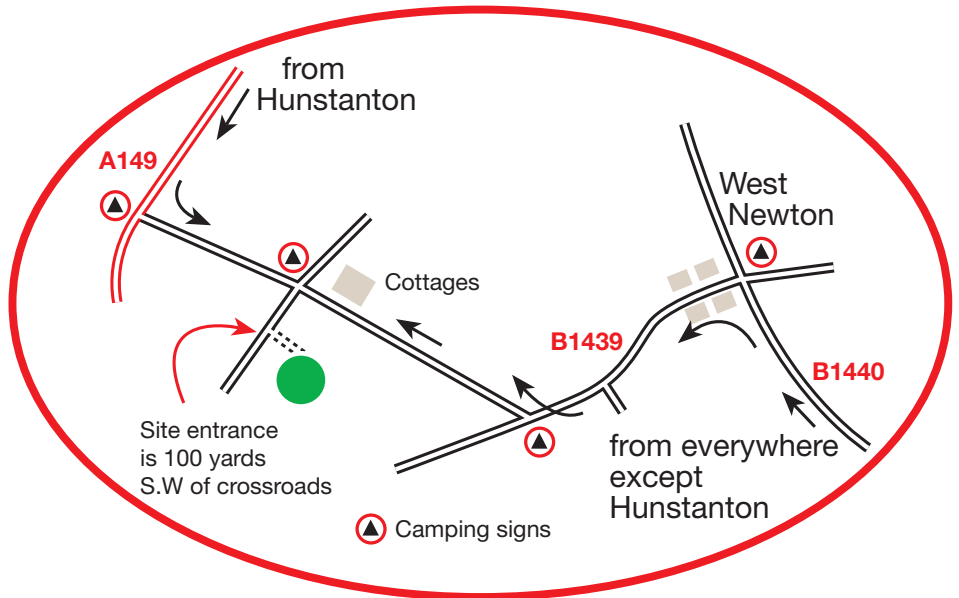 from
Hunstanton
A149
West
Newton
Cottages
B1439
B1440
Site entrance
is 100 yards
S.W of crossroads
from everywhere
except
Hunstanton
Camping signs